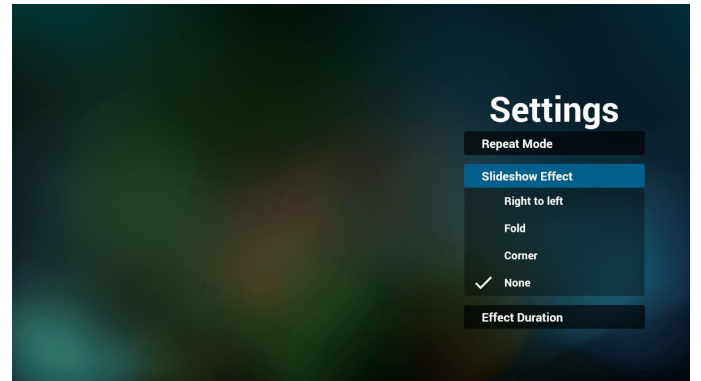 Settings
Repeat Mode
Slideshow Effect
Right to left
Fold
Corner
None
Effect Duration